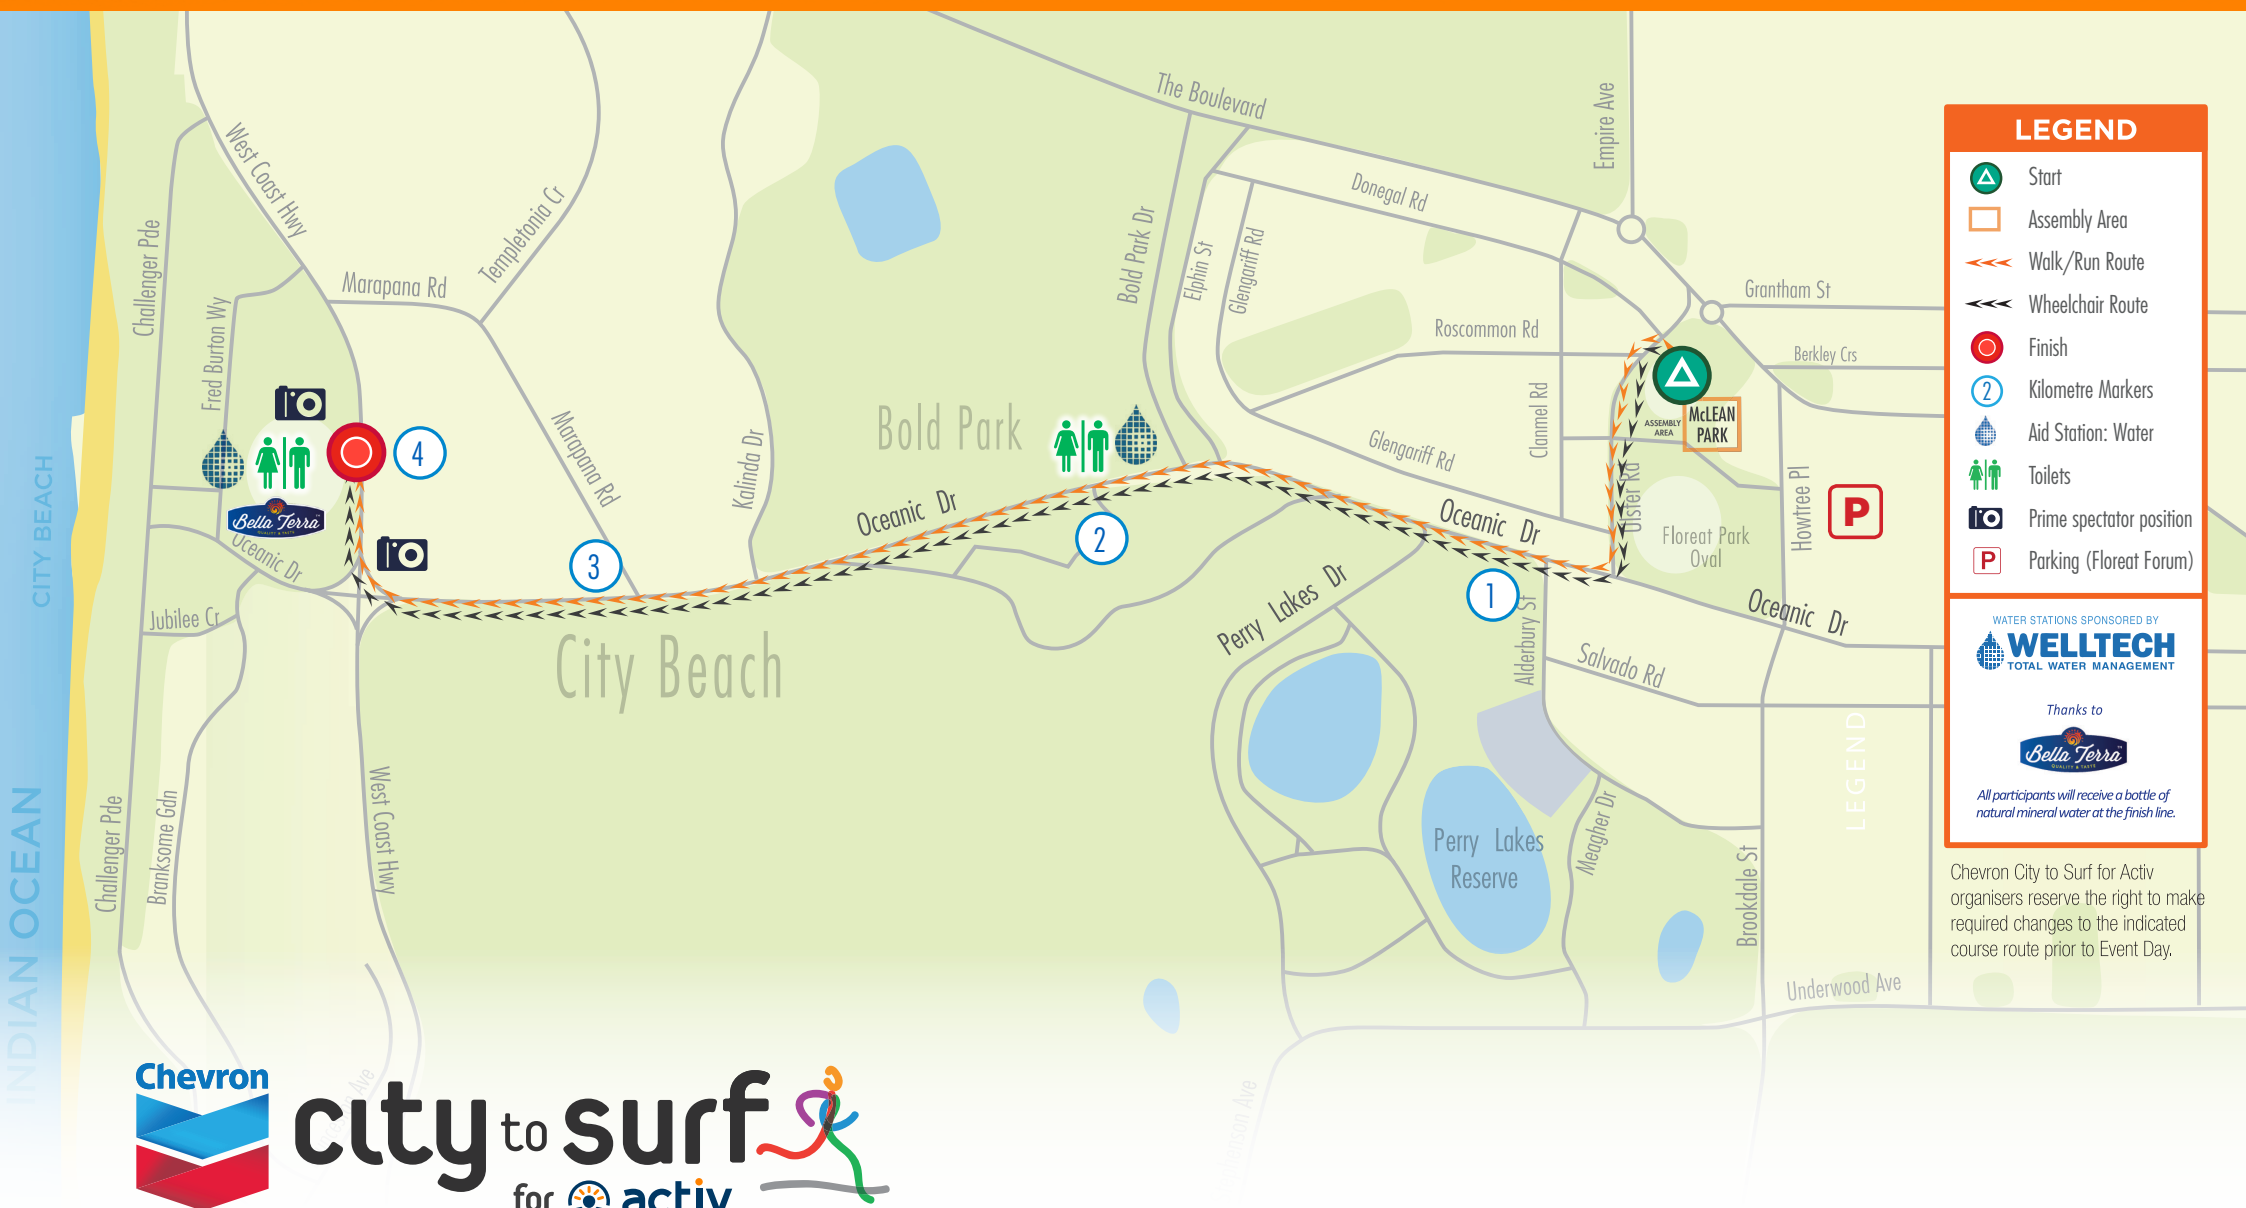 The Boulevard
Empire Ave
West Coast Hwy
Templetonia Cr
Donegal Rd
Challenger Pde
Marapana Rd
Bold Park Dr
Elphin St
Glengariff Rd
Grantham St
Roscommon Rd
Berkley Crs
Fred Burton Wy
Clanmel Rd
McLEAN
PARK
ASSEMBLY
AREA
Bold Park
Marapana Rd
Kalinda Dr
Glengariff Rd
4
Bella Terra
QUALITY & TASTE
Oceanic Dr
Oceanic Dr
Oceanic Dr
Ulster Rd
Howtree Pl
P
Floreat Park
Oval
CITY BEACH
2
3
1
Perry Lakes Dr
Alderbury St
Oceanic Dr
Jubilee Cr
City Beach
Salvado Rd
INDIAN OCEAN
Challenger Pde
Branksome Gdn
West Coast Hwy
Perry Lakes
Reserve
Meagher Dr
Brookdale St
LEGEND
Underwood Ave
LEGEND
Start
Assembly Area
Walk/Run Route
Wheelchair Route
Finish
2
Kilometre Markers
Aid Station: Water
Toilets
Prime spectator position
P
Parking (Floreat Forum)
WATER STATIONS SPONSORED BY
WELLTECH
TOTAL WATER MANAGEMENT
Thanks to
Bella Terra
QUALITY & TASTE
All participants will receive a bottle of
natural mineral water at the finish line.
Chevron City to Surf for Activ
organisers reserve the right to make
required changes to the indicated
course route prior to Event Day.
Chevron
city to surf
for activ